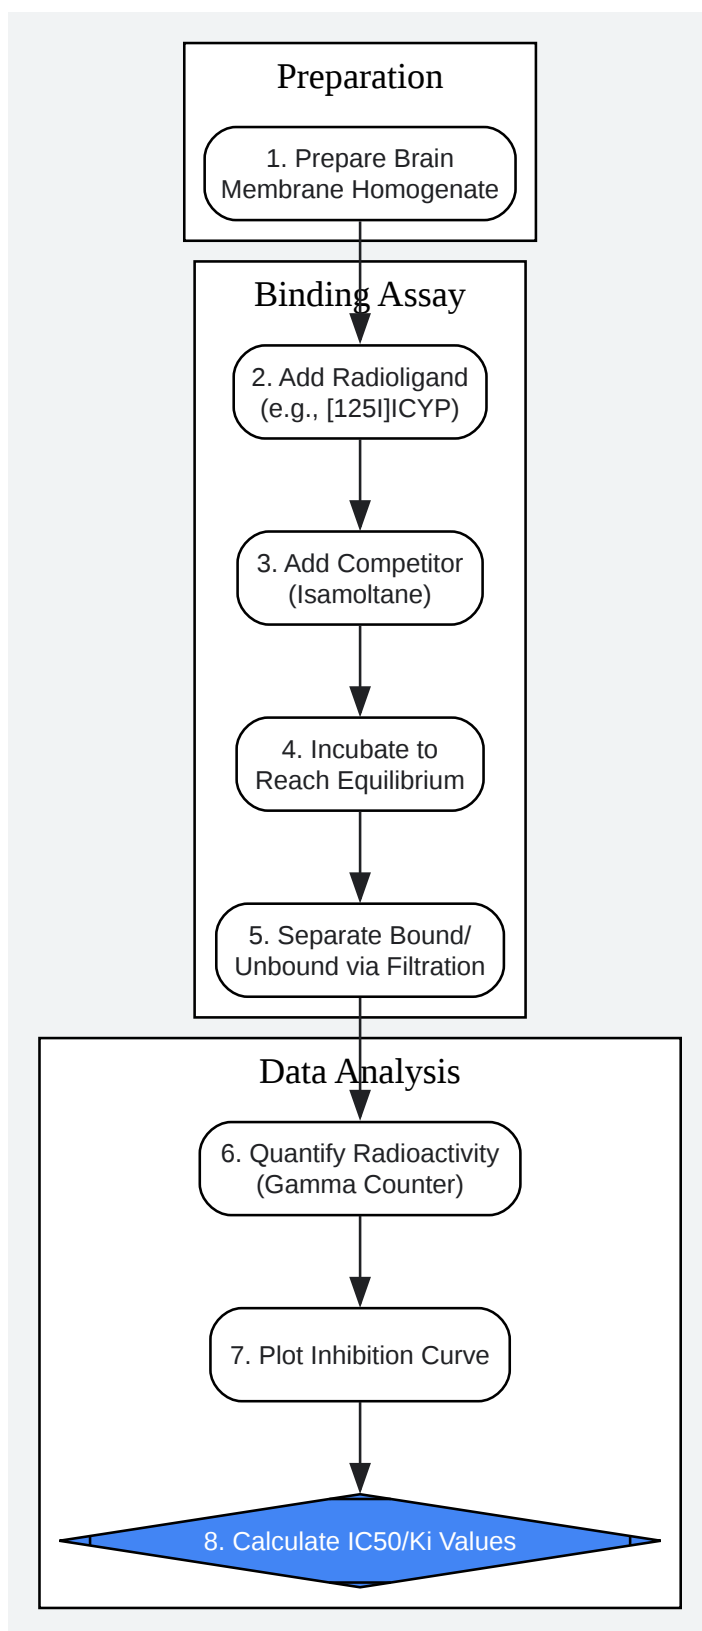 Preparation
1. Prepare Brain
Membrane Homogenate
Binding Assay
2. Add Radioligand
(e.g., [125I]ICYP)
3. Add Competitor
(Isamoltane)
4. Incubate to
Reach Equilibrium
5. Separate Bound/
Unbound via Filtration
Data Analysis
6. Quantify Radioactivity
(Gamma Counter)
7. Plot Inhibition Curve
8. Calculate IC50/Ki Values